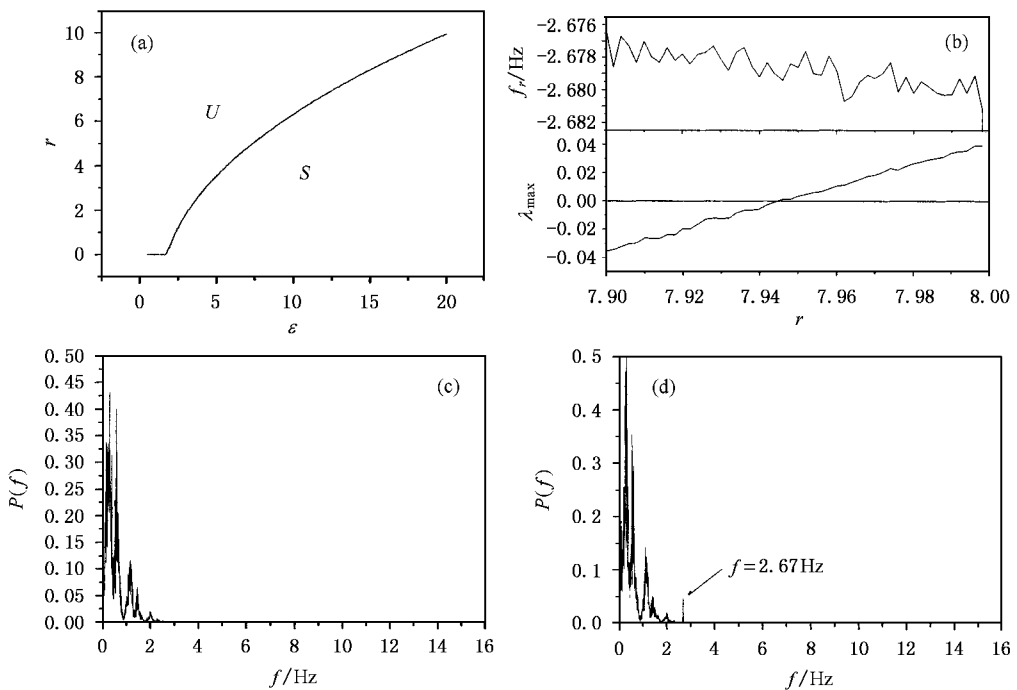 (a)
10
8
6
4
2
0
r
U
S
0 5 10 15 20
ε
(b)
-2.676
-2.678
-2.680
-2.682
f_r/Hz
0.04
0.02
0.00
-0.02
-0.04
λ_max
7.90 7.92 7.94 7.96 7.98 8.00
r
(c)
0.50
0.45
0.40
0.35
0.30
0.25
0.20
0.15
0.10
0.05
0.00
P(f)
0 2 4 6 8 10 12 14 16
f/Hz
(d)
0.5
0.4
0.3
0.2
0.1
0.0
P(f)
f=2.67Hz
0 2 4 6 8 10 12 14 16
f/Hz